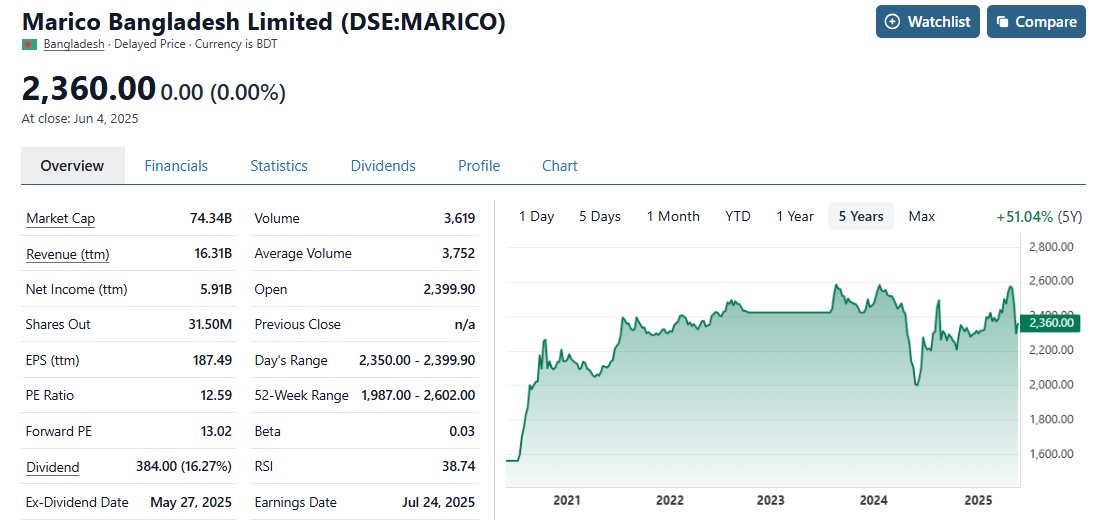 Marico Bangladesh Limited (DSE:MARICO)
Watchlist
Compare
Bangladesh · Delayed Price · Currency is BDT
2,360.00 0.00 (0.00%)
At close: Jun 4, 2025
Overview Financials Statistics Dividends Profile Chart
Market Cap 74.34B
Revenue (ttm) 16.31B
Net Income (ttm) 5.91B
Shares Out 31.50M
EPS (ttm) 187.49
PE Ratio 12.59
Forward PE 13.02
Dividend 384.00 (16.27%)
Ex-Dividend Date May 27, 2025
Volume 3,619
Average Volume 3,752
Open 2,399.90
Previous Close n/a
Day's Range 2,350.00 - 2,399.90
52-Week Range 1,987.00 - 2,602.00
Beta 0.03
RSI 38.74
Earnings Date Jul 24, 2025
1 Day 5 Days 1 Month YTD 1 Year 5 Years Max +51.04% (5Y)
2,800.00
2,600.00
2,400.00
2,360.00
2,200.00
2,000.00
1,800.00
1,600.00
2021 2022 2023 2024 2025